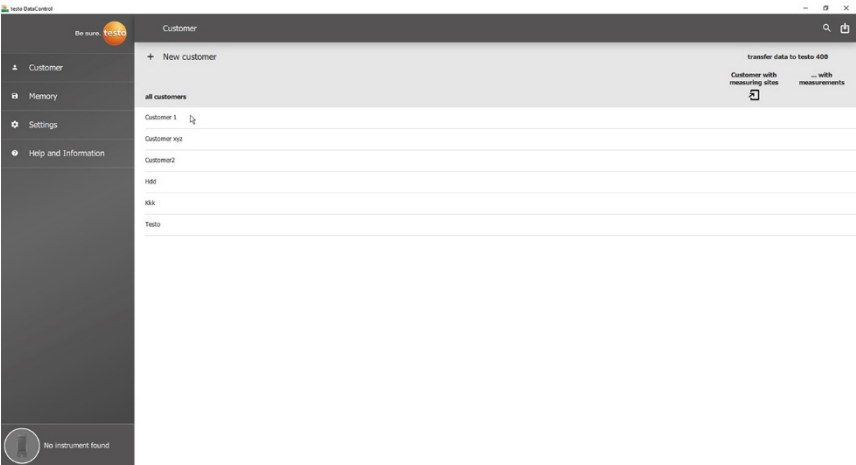 testo DataControl
Be sure. testo
Customer
Customer
Memory
Settings
Help and Information
No instrument found
+ New customer
transfer data to testo 400
Customer with
measuring sites
... with
measurements
all customers
Customer 1
Customer xyz
Customer2
Hdd
Kkk
Testo